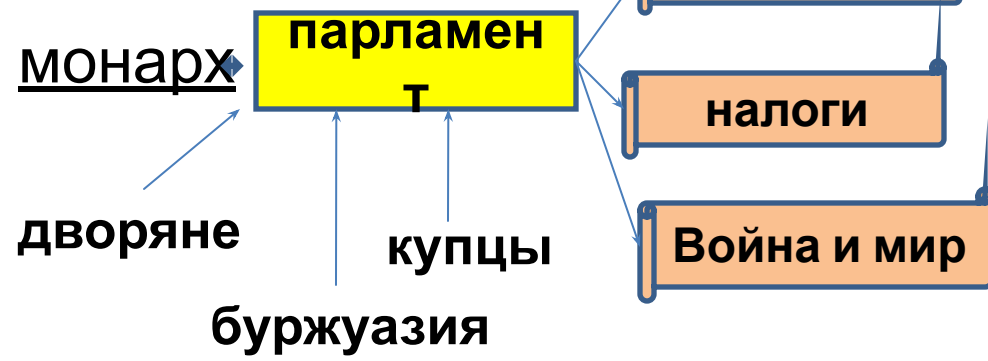 парламен
т
монарх
налоги
дворяне
купцы
Война и мир
буржуазия